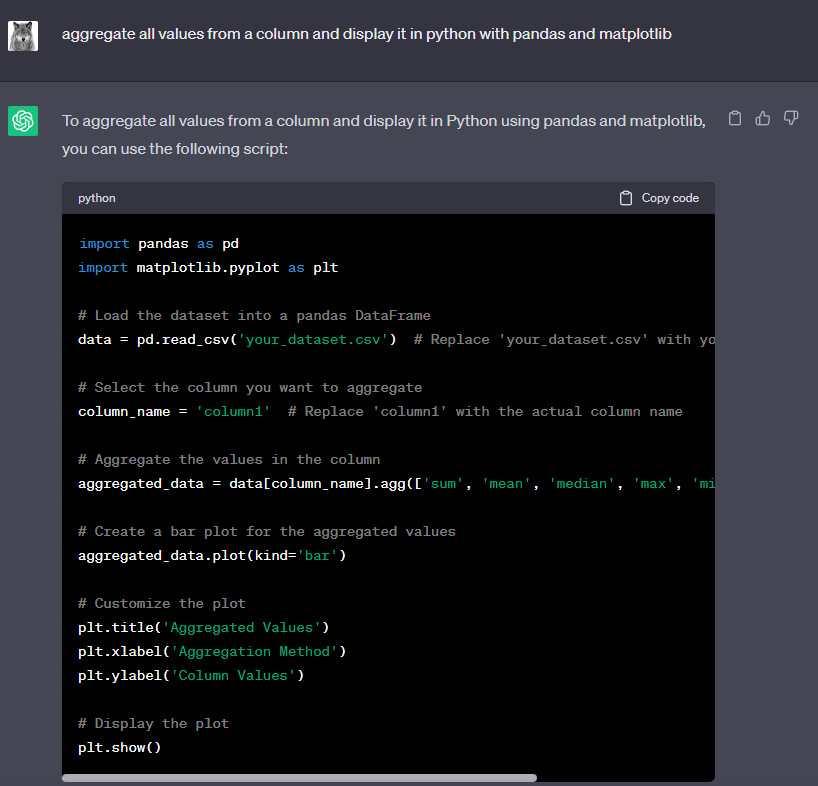 aggregate all values from a column and display it in python with pandas and matplotlib
To aggregate all values from a column and display it in Python using pandas and matplotlib,
you can use the following script:
python Copy code
import pandas as pd
import matplotlib.pyplot as plt
# Load the dataset into a pandas DataFrame
data = pd.read_csv('your_dataset.csv')  # Replace 'your_dataset.csv' with yo
# Select the column you want to aggregate
column_name = 'column1'  # Replace 'column1' with the actual column name
# Aggregate the values in the column
aggregated_data = data[column_name].agg(['sum', 'mean', 'median', 'max', 'mi
# Create a bar plot for the aggregated values
aggregated_data.plot(kind='bar')
# Customize the plot
plt.title('Aggregated Values')
plt.xlabel('Aggregation Method')
plt.ylabel('Column Values')
# Display the plot
plt.show()